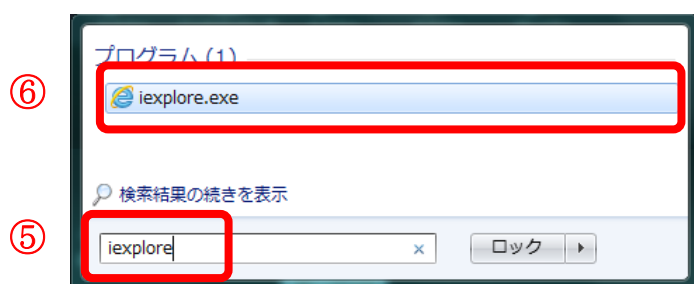 プログラム (1)
⑥
iexplore.exe
検索結果の続きを表示
⑤
iexplore
ロック